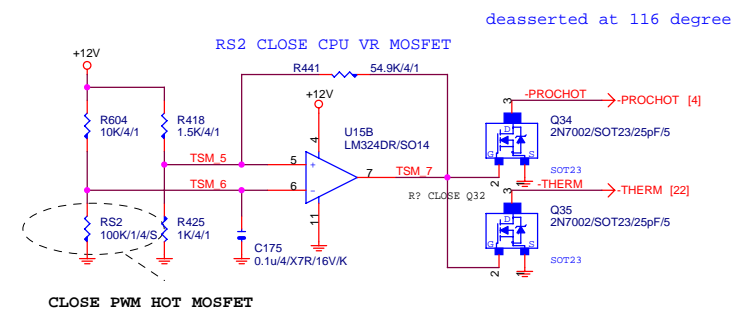 deasserted at 116 degree
RS2 CLOSE CPU VR MOSFET
+12V
R441
54.9K/4/1
+12V
R604
10K/4/1
R418
1.5K/4/1
U15B
LM324DR/SO14
4
TSM_5
5
+
7
TSM_7
TSM_6
6
-
11
R? CLOSE Q32
RS2
100K/1/4/S
R425
1K/4/1
C175
0.1u/4/X7R/16V/K
3
-PROCHOT
-PROCHOT [4]
Q34
2N7002/SOT23/25pF/5
D
G
S
SOT23
2
1
3
-THERM
-THERM [22]
Q35
2N7002/SOT23/25pF/5
D
G
S
SOT23
2
1
CLOSE PWM HOT MOSFET